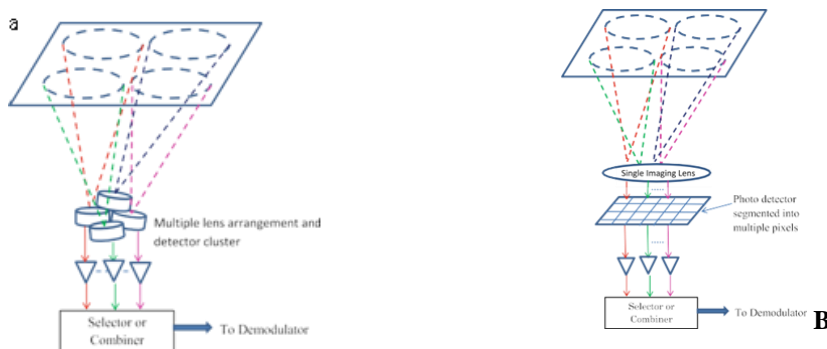 a
Multiple lens arrangement and
detector cluster
Selector or
Combiner
To Demodulator
Single Imaging Lens
Photo detector
segmented into
multiple pixels
Selector or
Combiner
To Demodulator
B